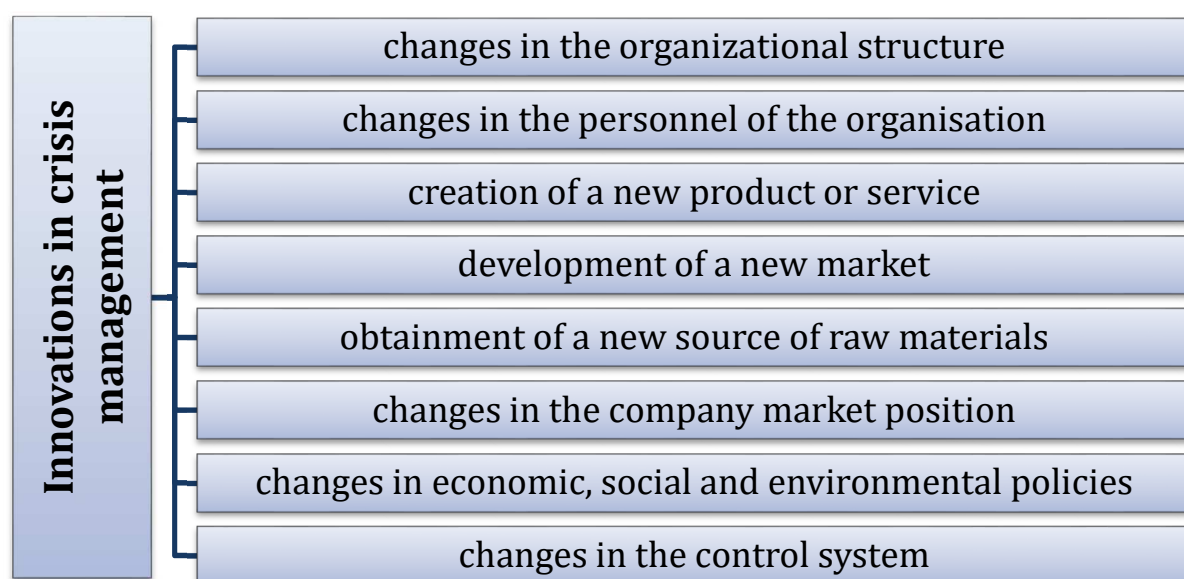 Innovations in crisis
management
changes in the organizational structure
changes in the personnel of the organisation
creation of a new product or service
development of a new market
obtainment of a new source of raw materials
changes in the company market position
changes in economic, social and environmental policies
changes in the control system